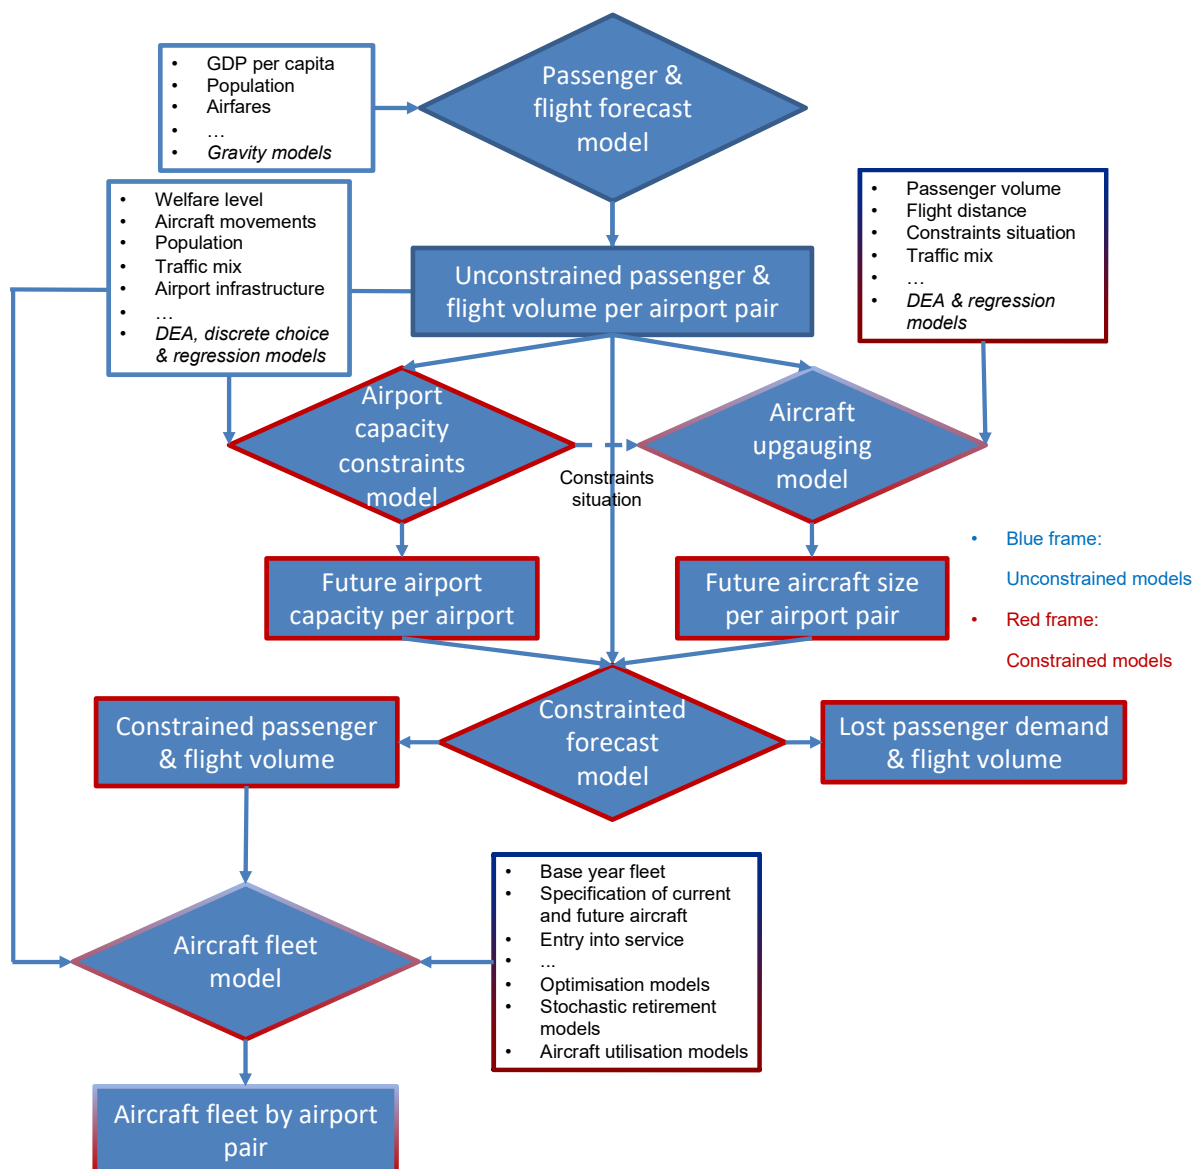 • GDP per capita
• Population
• Airfares
• …
• Gravity models
Passenger &
flight forecast
model
• Welfare level
• Aircraft movements
• Population
• Traffic mix
• Airport infrastructure
• …
• DEA, discrete choice
& regression models
• Passenger volume
• Flight distance
• Constraints situation
• Traffic mix
• …
• DEA & regression
models
Unconstrained passenger &
flight volume per airport pair
Airport
capacity
constraints
model
Constraints
situation
Aircraft
upgauging
model
Future airport
capacity per airport
Future aircraft size
per airport pair
• Blue frame:
Unconstrained models
• Red frame:
Constrained models
Constrained passenger
& flight volume
Constrainted
forecast
model
Lost passenger demand
& flight volume
Aircraft fleet
model
• Base year fleet
• Specification of current
and future aircraft
• Entry into service
• ...
• Optimisation models
• Stochastic retirement
models
• Aircraft utilisation models
Aircraft fleet by airport
pair